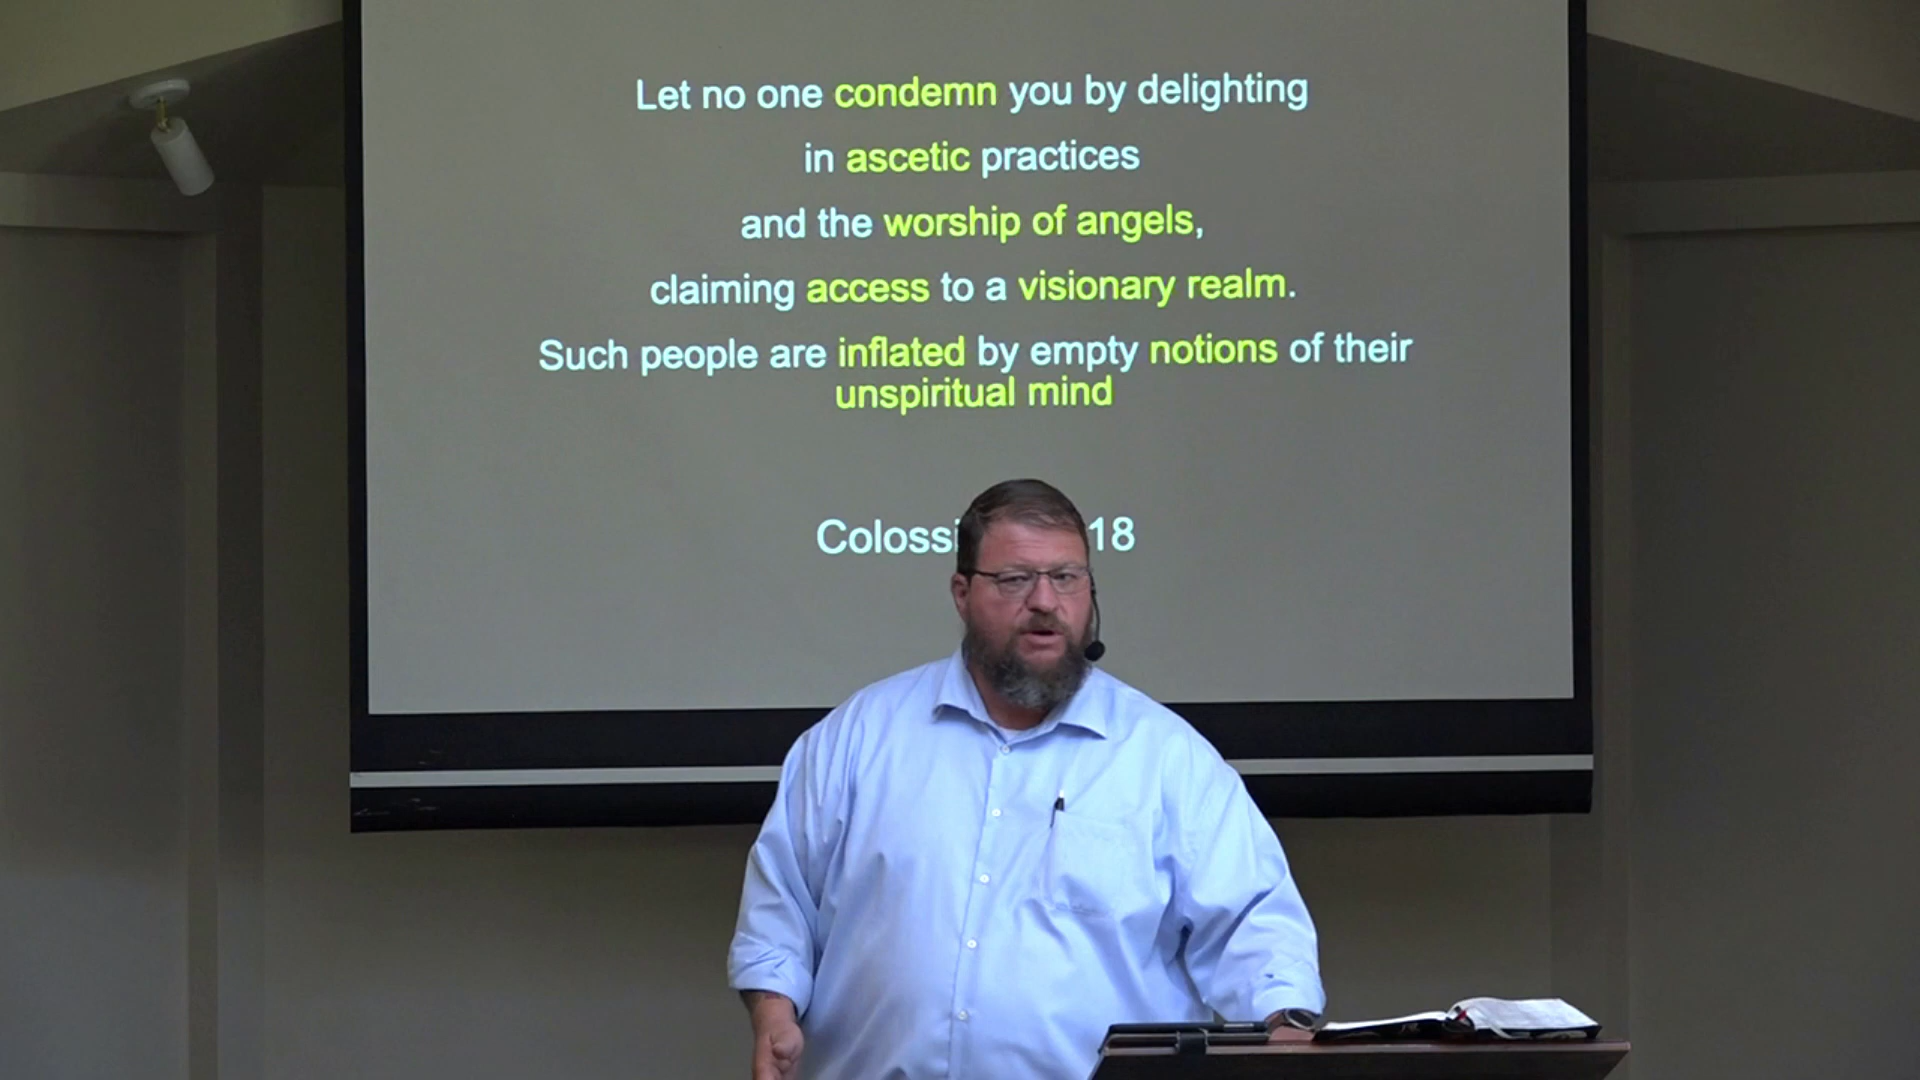 Let no one condemn you by delighting
in ascetic practices
and the worship of angels,
claiming access to a visionary realm.
Such people are inflated by empty notions of their
unspiritual mind
18